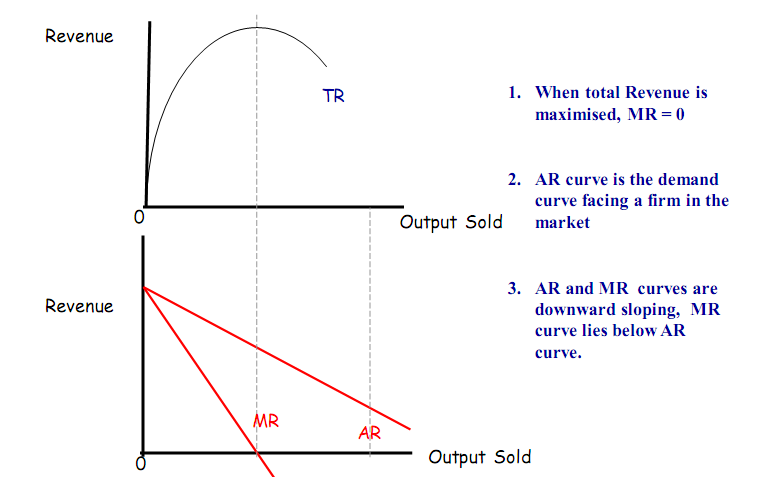 Revenue
TR
0
Output Sold
Revenue
MR
AR
0
Output Sold
1. When total Revenue is
maximised, MR = 0
2. AR curve is the demand
curve facing a firm in the
market
3. AR and MR curves are
downward sloping, MR
curve lies below AR
curve.